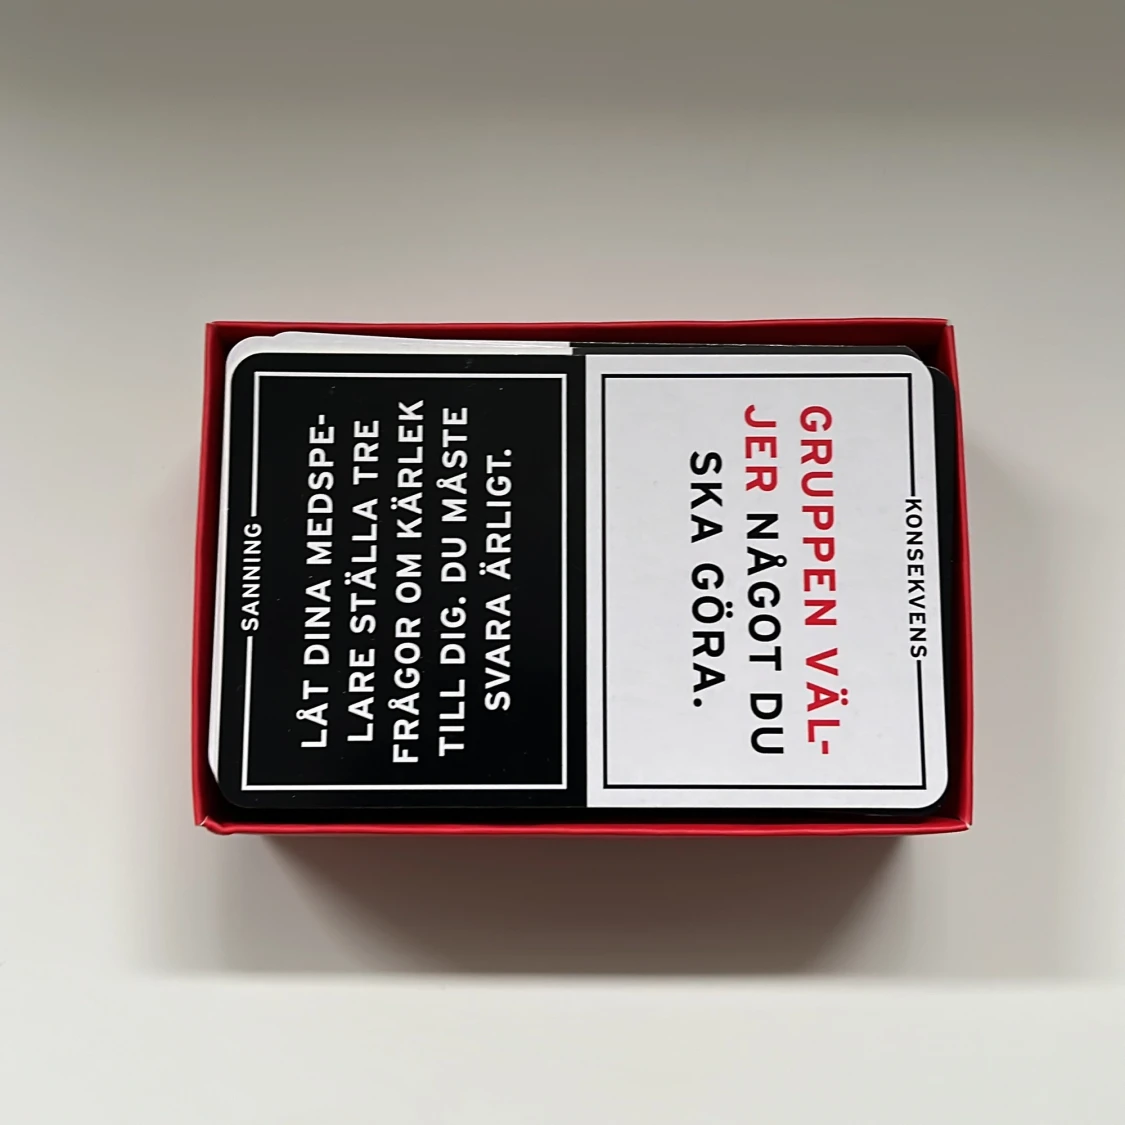 SANNING
LÅT DINA MEDSPE-
LARE STÄLLA TRE
FRÅGOR OM KÄRLEK
TILL DIG. DU MÅSTE
SVARA ÄRLIGT.
KONSEKVENS
GRUPPEN VÄL-
JER NÅGOT DU
SKA GÖRA.